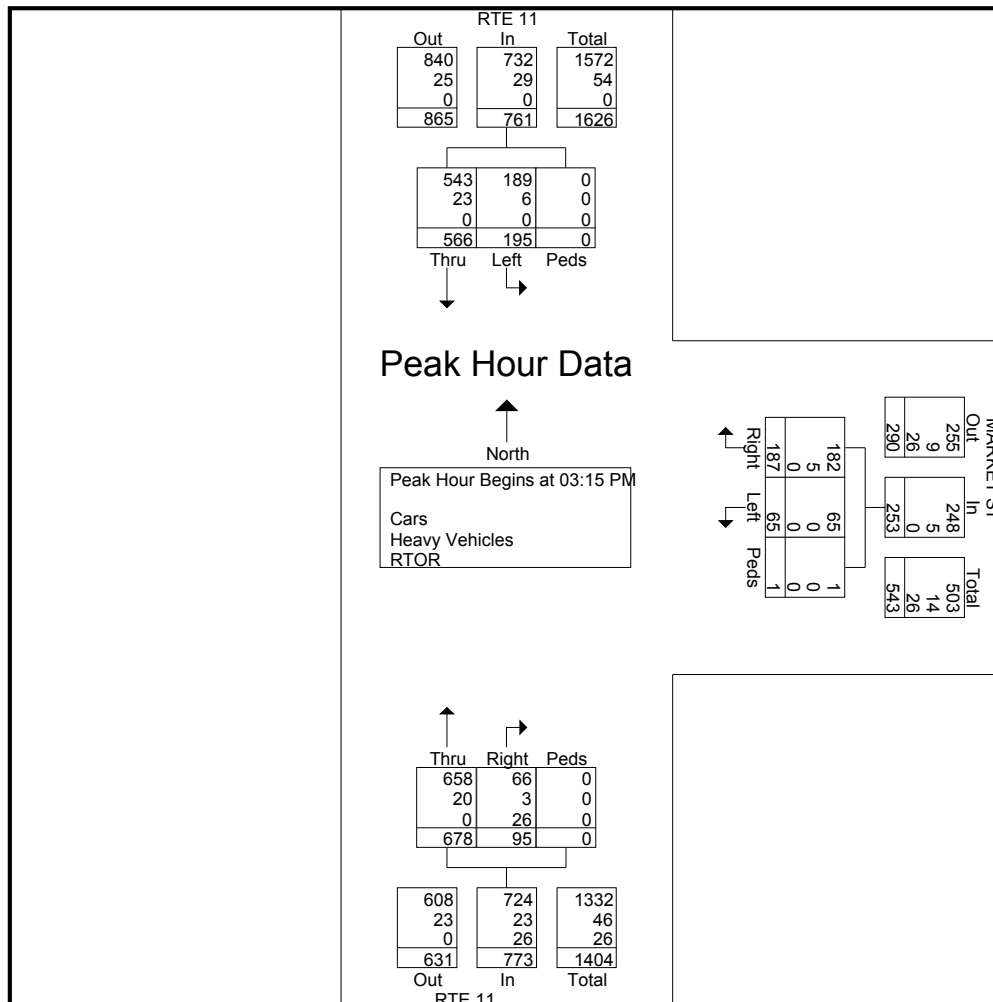 RTE 11
Out In Total
840 732 1572
25 29 54
0 0 0
865 761 1626
543 189 0
23 6 0
0 0 0
566 195 0
Thru Left Peds
Peak Hour Data
North
Peak Hour Begins at 03:15 PM
Cars
Heavy Vehicles
RTOR
Out In Total
255 248 503
9 5 14
26 0 26
290 253 543
182 65 1
5 0 0
0 0 0
187 65 1
Right Left Peds
Thru Right Peds
658 66 0
20 3 0
0 26 0
678 95 0
608 724 1332
23 23 46
0 26 26
631 773 1404
Out In Total
RTE 11